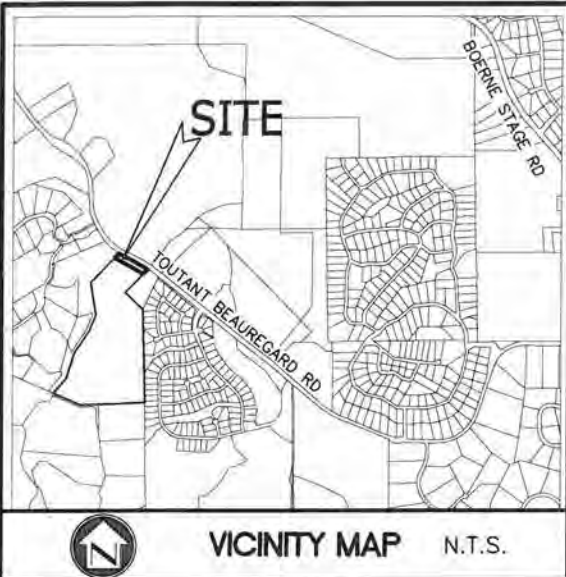 BOERNE STAGE RD
SITE
TOUTANT BEAUREGARD RD
N
VICINITY MAP N.T.S.